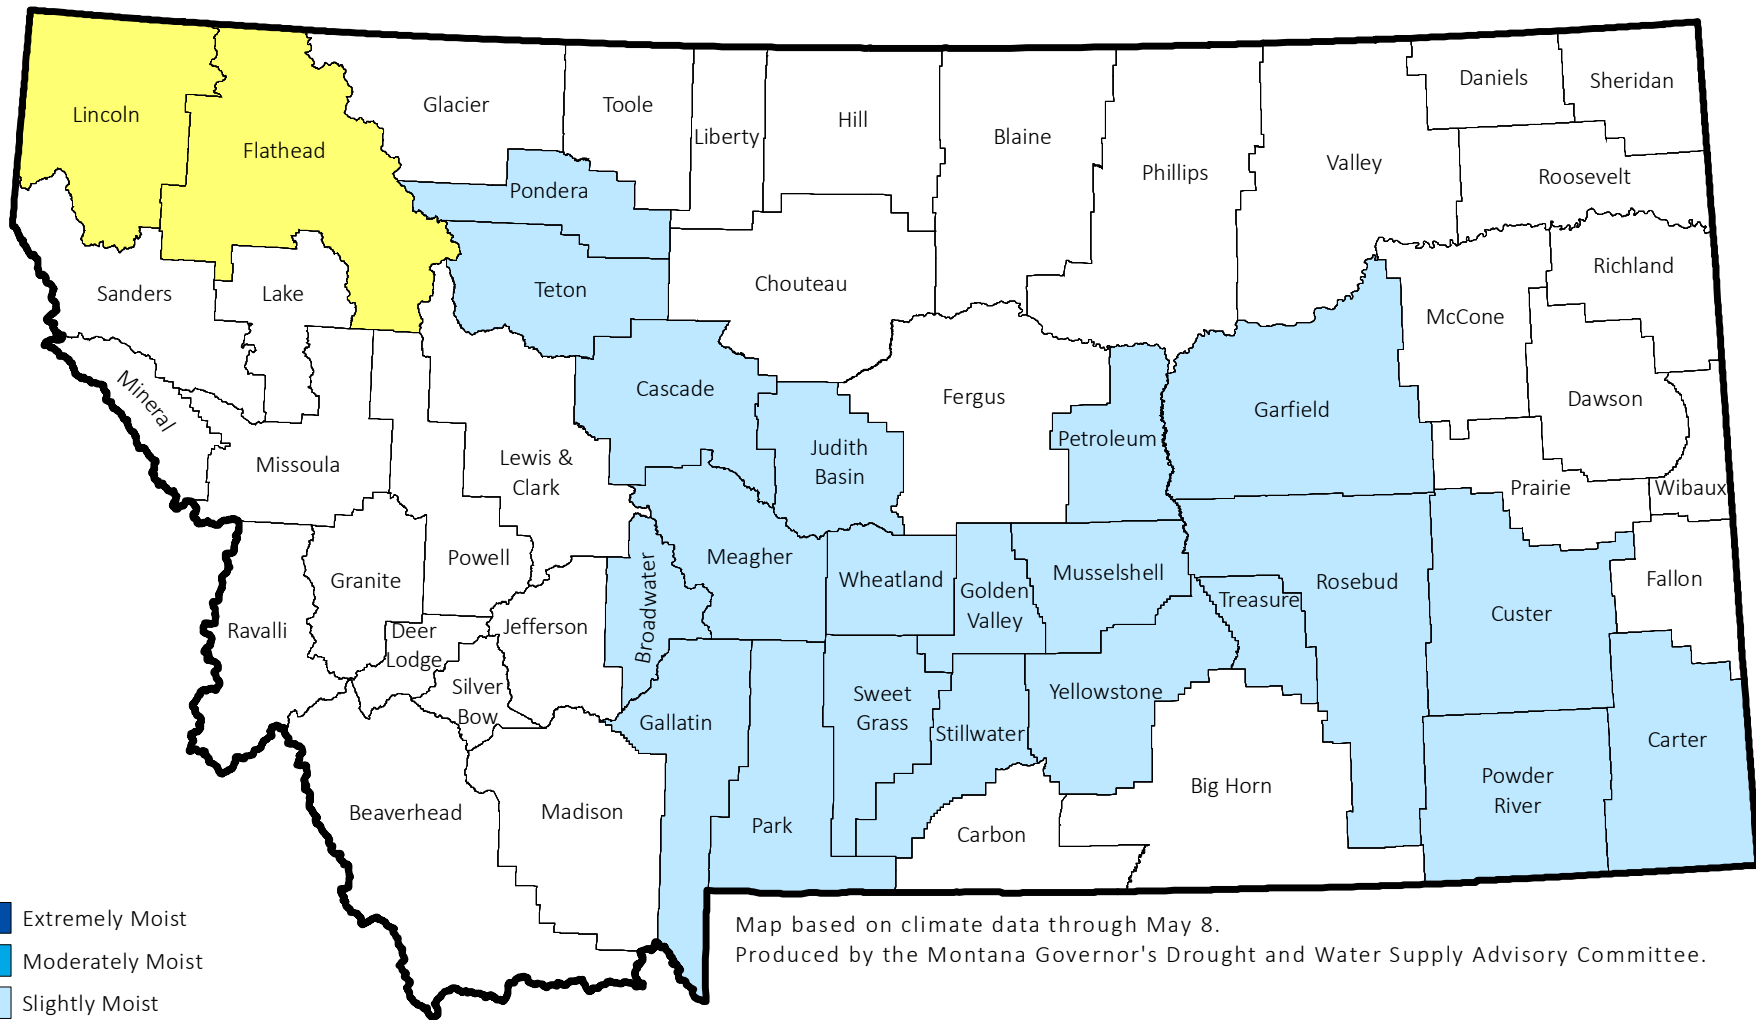 Lincoln
Flathead
Glacier
Toole
Liberty
Hill
Blaine
Phillips
Valley
Daniels
Sheridan
Roosevelt
Pondera
Teton
Chouteau
Sanders
Lake
Richland
McCone
Mineral
Cascade
Fergus
Garfield
Dawson
Petroleum
Judith
Basin
Missoula
Lewis &
Clark
Prairie
Wibaux
Powell
Granite
Meagher
Broadwater
Wheatland
Golden
Valley
Musselshell
Treasure
Rosebud
Custer
Fallon
Ravalli
Deer
Lodge
Jefferson
Silver
Bow
Gallatin
Sweet
Grass
Stillwater
Yellowstone
Carter
Powder
River
Big Horn
Beaverhead
Madison
Park
Carbon
Extremely Moist
Moderately Moist
Slightly Moist
Map based on climate data through May 8.
Produced by the Montana Governor's Drought and Water Supply Advisory Committee.